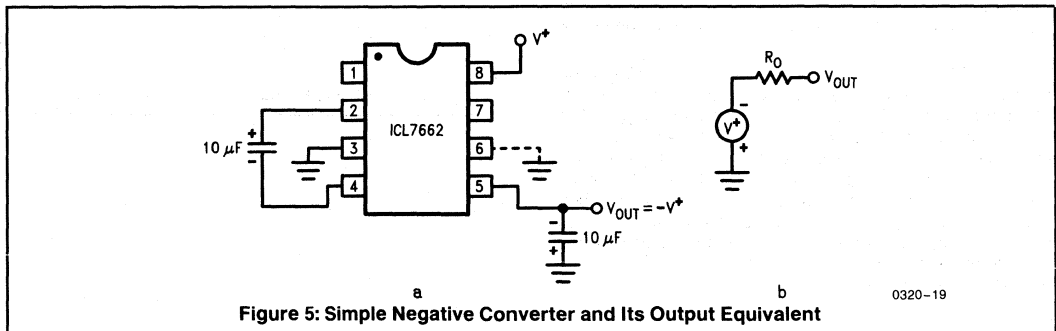 V+
1
8
2
7
ICL7662
10 µF
+
-
3
6
4
5
VOUT = -V+
-
+
10 µF
a
RO
VOUT
-
V+
+
b
0320-19
Figure 5: Simple Negative Converter and Its Output Equivalent